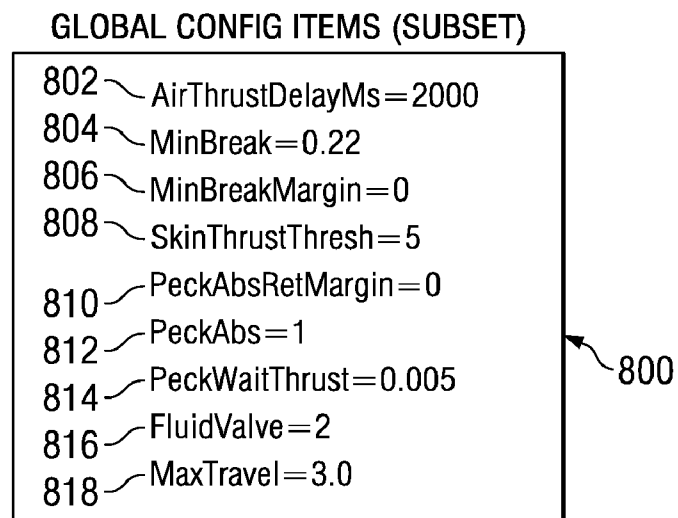 GLOBAL CONFIG ITEMS (SUBSET)
802 AirThrustDelayMs=2000
804 MinBreak=0.22
806 MinBreakMargin=0
808 SkinThrustThresh=5
810 PeckAbsRetMargin=0
812 PeckAbs=1
814 PeckWaitThrust=0.005
816 FluidValve=2
818 MaxTravel=3.0
800